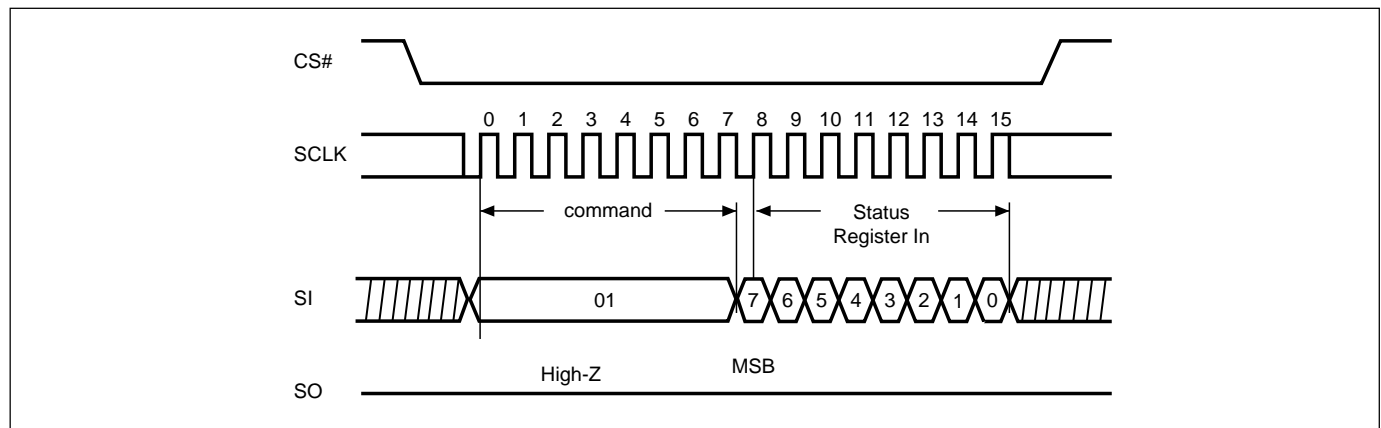 CS#
0 1 2 3 4 5 6 7 8 9 10 11 12 13 14 15
SCLK
command
Status
Register In
SI
01
7 6 5 4 3 2 1 0
High-Z
MSB
SO